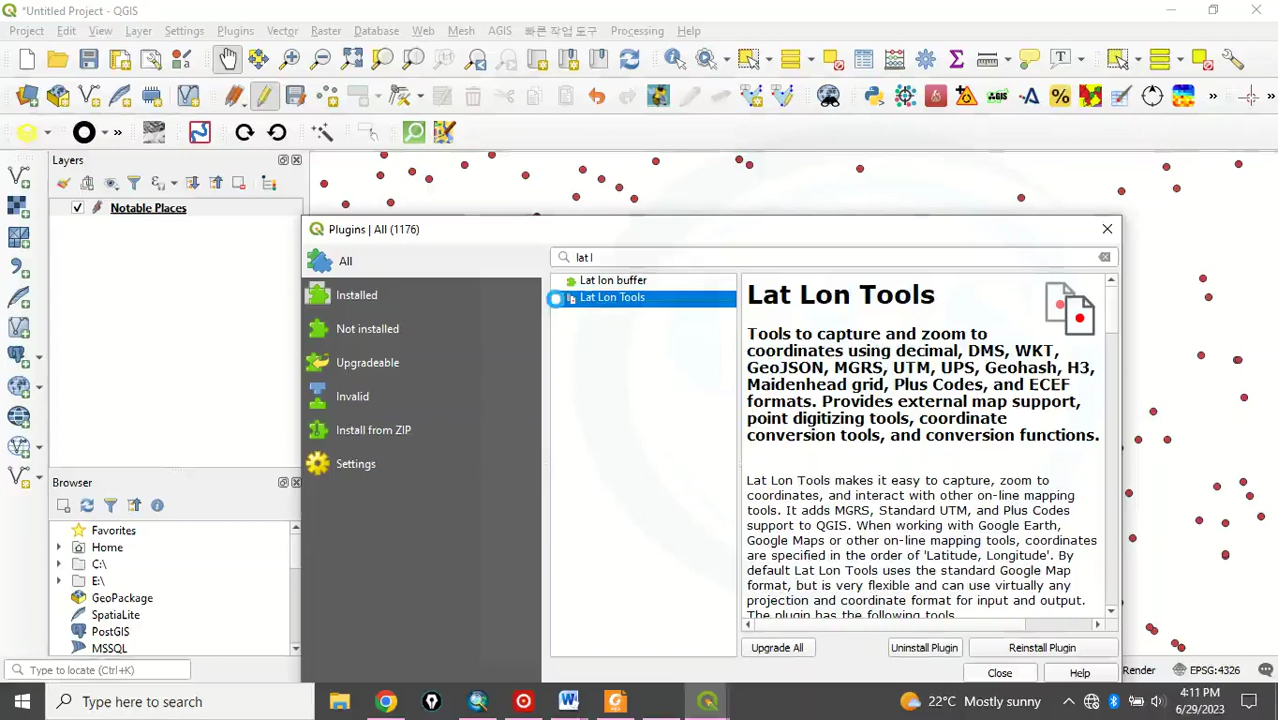 *Untitled Project - QGIS
Project Edit View Layer Settings Plugins Vector Raster Database Web Mesh AGIS 빠른 작업 도구 Processing Help
Layers
Notable Places
Plugins | All (1176)
All
Installed
Not installed
Upgradeable
Invalid
Install from ZIP
Settings
lat l
Lat lon buffer
Lat Lon Tools
Lat Lon Tools
Tools to capture and zoom to
coordinates using decimal, DMS, WKT,
GeoJSON, MGRS, UTM, UPS, Geohash, H3,
Maidenhead grid, Plus Codes, and ECEF
formats. Provides external map support,
point digitizing tools, coordinate
conversion tools, and conversion functions.
Lat Lon Tools makes it easy to capture, zoom to
coordinates, and interact with other on-line mapping
tools. It adds MGRS, Standard UTM, and Plus Codes
support to QGIS. When working with Google Earth,
Google Maps or other on-line mapping tools, coordinates
are specified in the order of 'Latitude, Longitude'. By
default Lat Lon Tools uses the standard Google Map
format, but is very flexible and can use virtually any
projection and coordinate format for input and output.
The plugin has the following tools
Upgrade All Uninstall Plugin Reinstall Plugin
Close Help
Browser
Favorites
Home
C:\
E:\
GeoPackage
SpatiaLite
PostGIS
MSSQL
Type to locate (Ctrl+K)
Render EPSG:4326
Type here to search
22°C Mostly sunny
4:11 PM
6/29/2023